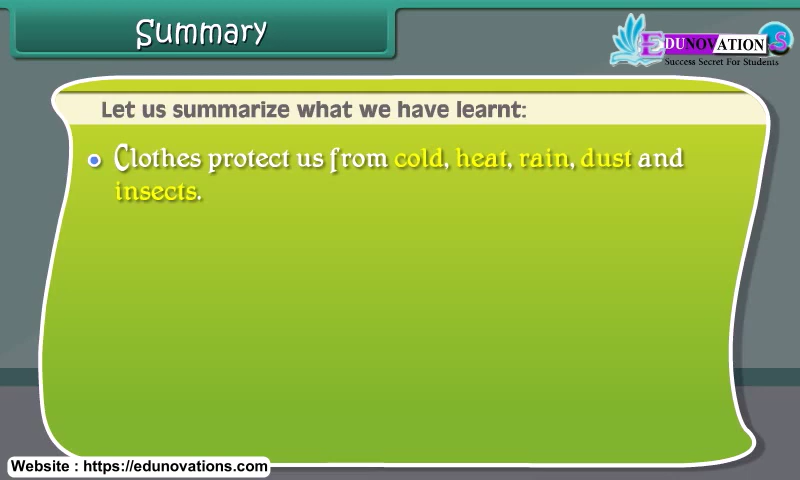 Summary
EDUNOVATIONS
Success Secret For Students
Let us summarize what we have learnt:
Clothes protect us from cold, heat, rain, dust and
insects.
Website : https://edunovations.com